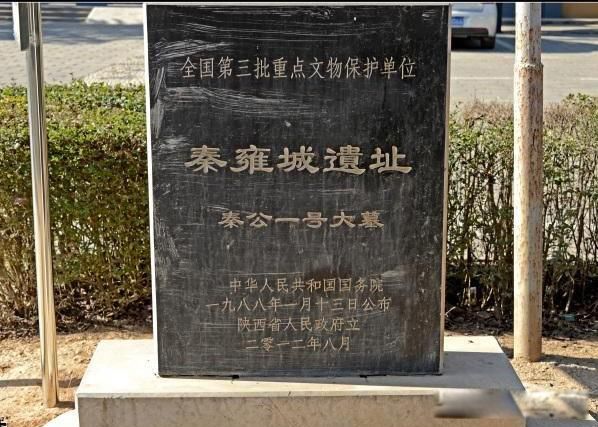 全国第三批重点文物保护单位
秦雍城遺址
秦公一号大墓
中华人民共和国国务院
一九八八年一月十三日公布
陕西省人民政府立
二零一二年八月